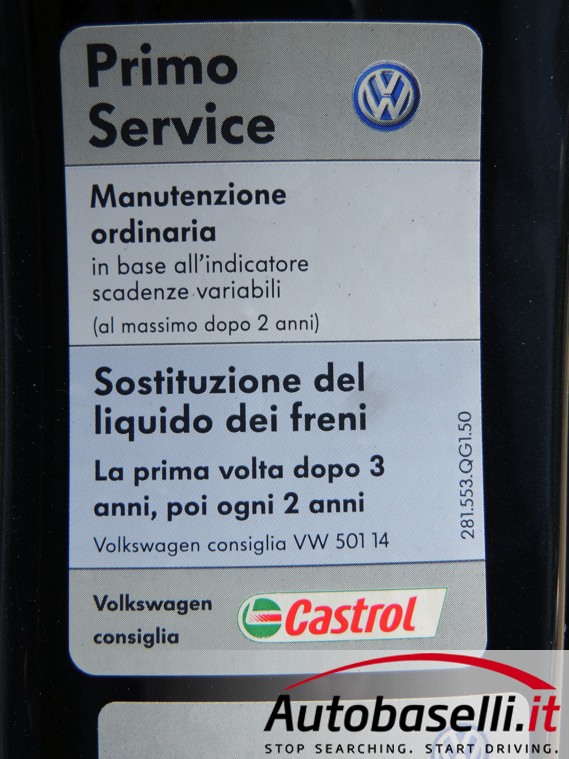 Primo
Service
Manutenzione
ordinaria
in base all'indicatore
scadenze variabili
(al massimo dopo 2 anni)
Sostituzione del
liquido dei freni
La prima volta dopo 3
anni, poi ogni 2 anni
Volkswagen consiglia VW 501 14
281.553.QG1.50
Volkswagen
consiglia
Castrol
Autobaselli.it
STOP SEARCHING. START DRIVING.